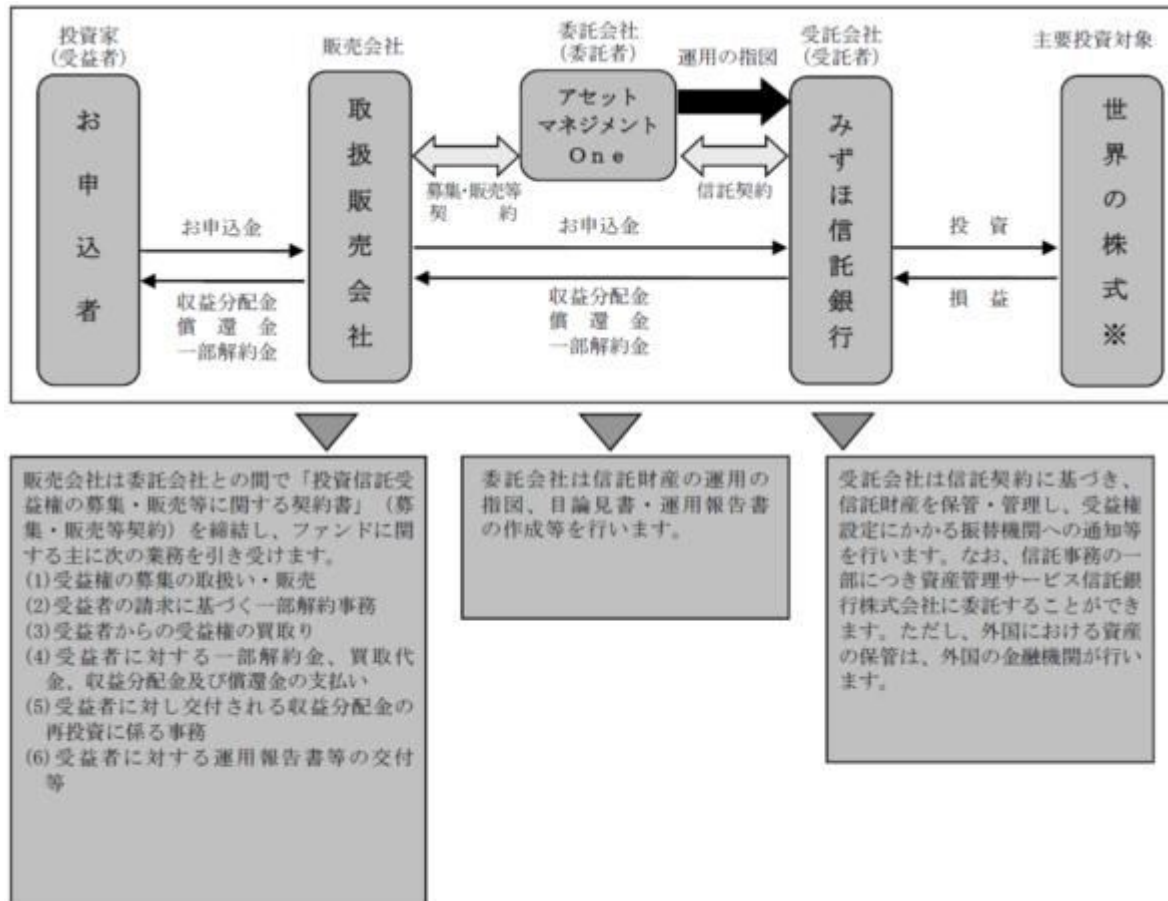 投資家
(受益者)
販売会社
委託会社
(委託者)
運用の指図
受託会社
(受託者)
主要投資対象
お申込者
取扱販売会社
アセット
マネジメント
One
みずほ信託銀行
世界の株式※
募集・販売等
契約
信託契約
お申込金
お申込金
投資
収益分配金
償還金
一部解約金
収益分配金
償還金
一部解約金
損益
販売会社は委託会社との間で「投資信託受
益権の募集・販売等に関する契約書」(募
集・販売等契約)を締結し、ファンドに関
する主に次の業務を引き受けます。
(1)受益権の募集の取扱い・販売
(2)受益者の請求に基づく一部解約事務
(3)受益者からの受益権の買取り
(4)受益者に対する一部解約金、買取代
金、収益分配金及び償還金の支払い
(5)受益者に対し交付される収益分配金の
再投資に係る事務
(6)受益者に対する運用報告書等の交付
等
委託会社は信託財産の運用の
指図、目論見書・運用報告書
の作成等を行います。
受託会社は信託契約に基づき、
信託財産を保管・管理し、受益権
設定にかかる振替機関への通知等
を行います。なお、信託事務の一
部につき資産管理サービス信託銀
行株式会社に委託することができ
ます。ただし、外国における資産
の保管は、外国の金融機関が行い
ます。